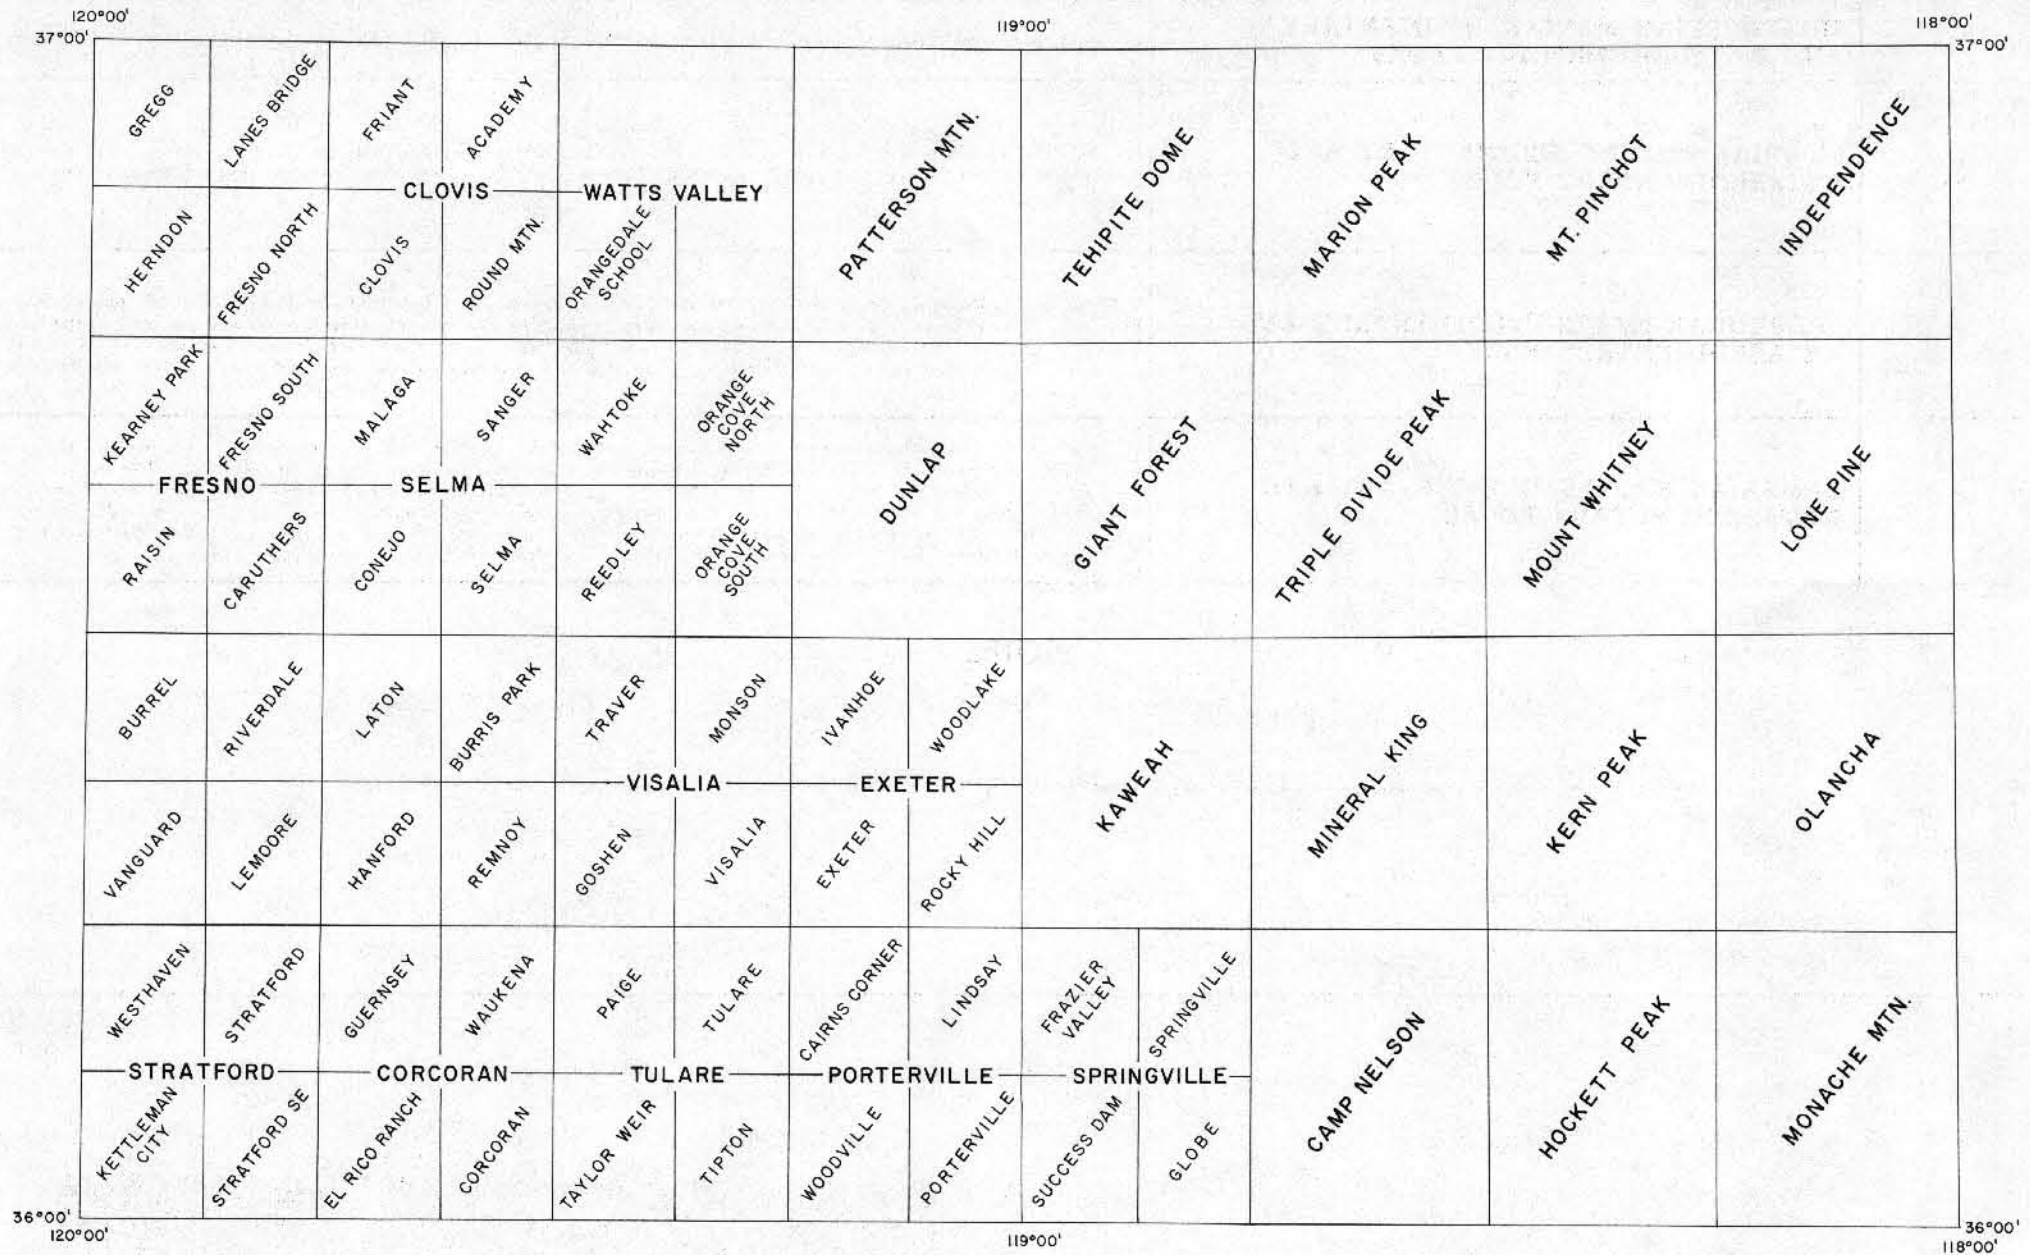 120°00'
119°00'
118°00'
37°00'
37°00'
GREGG
LANES BRIDGE
FRIANT
ACADEMY
CLOVIS
WATTS VALLEY
PATTERSON MTN.
TEHIPITE DOME
MARION PEAK
MT. PINCHOT
INDEPENDENCE
HERNDON
FRESNO NORTH
CLOVIS
ROUND MTN.
ORANGEDALE
SCHOOL
KEARNEY PARK
FRESNO SOUTH
MALAGA
SANGER
WAHTOKE
ORANGE
COVE
NORTH
FRESNO
SELMA
DUNLAP
GIANT FOREST
TRIPLE DIVIDE PEAK
MOUNT WHITNEY
LONE PINE
RAISIN
CARUTHERS
CONEJO
SELMA
REEDLEY
ORANGE
COVE
SOUTH
BURREL
RIVERDALE
LATON
BURRIS PARK
TRAVER
MONSON
IVANHOE
WOODLAKE
VISALIA
EXETER
KAWEAH
MINERAL KING
KERN PEAK
OLANCHA
VANGUARD
LEMOORE
HANFORD
REMNOY
GOSHEN
VISALIA
EXETER
ROCKY HILL
WESTHAVEN
STRATFORD
GUERNSEY
WAUKENA
PAIGE
TULARE
CAIRNS CORNER
LINDSAY
FRAZIER
VALLEY
SPRINGVILLE
STRATFORD
CORCORAN
TULARE
PORTERVILLE
SPRINGVILLE
CAMP NELSON
HOCKETT PEAK
MONACHE MTN.
KETTLEMAN
CITY
STRATFORD SE
EL RICO RANCH
CORCORAN
TAYLOR WEIR
TIPTON
WOODVILLE
PORTERVILLE
SUCCESS DAM
GLOBE
36°00'
36°00'
120°00'
119°00'
118°00'